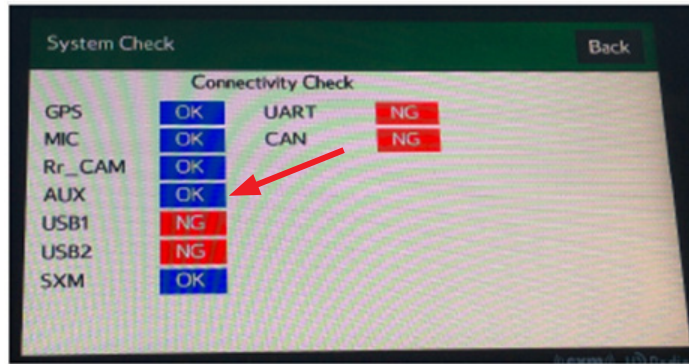 System Check Back
Connectivity Check
GPS OK UART NG
MIC OK CAN NG
Rr_CAM OK
AUX OK
USB1 NG
USB2 NG
SXM OK